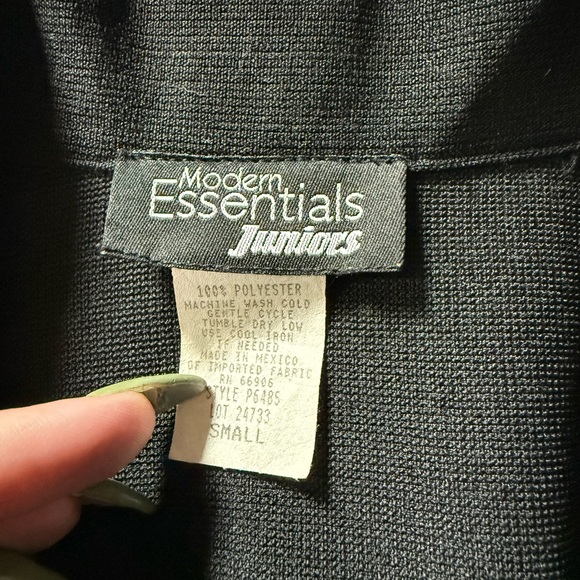 Modern
Essentials
Juniors
100% POLYESTER
MACHINE WASH COLD
GENTLE CYCLE
TUMBLE DRY LOW
USE COOL IRON
IF NEEDED
MADE IN MEXICO
OF IMPORTED FABRIC
RN 66906
STYLE P6485
LOT 24733
SMALL